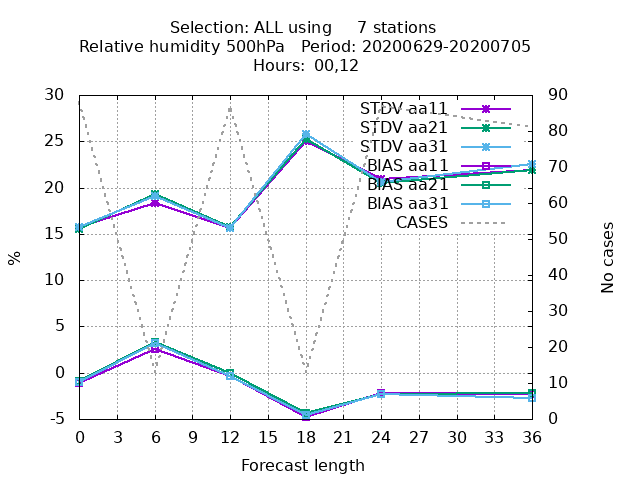 Selection: ALL using     7 stations
Relative humidity 500hPa   Period: 20200629-20200705
Hours:  00,12
30
25
20
15
10
5
0
-5
%
STDV aa11
STDV aa21
STDV aa31
BIAS aa11
BIAS aa21
BIAS aa31
CASES
90
80
70
60
50
40
30
20
10
0
No cases
0 3 6 9 12 15 18 21 24 27 30 33 36
Forecast length